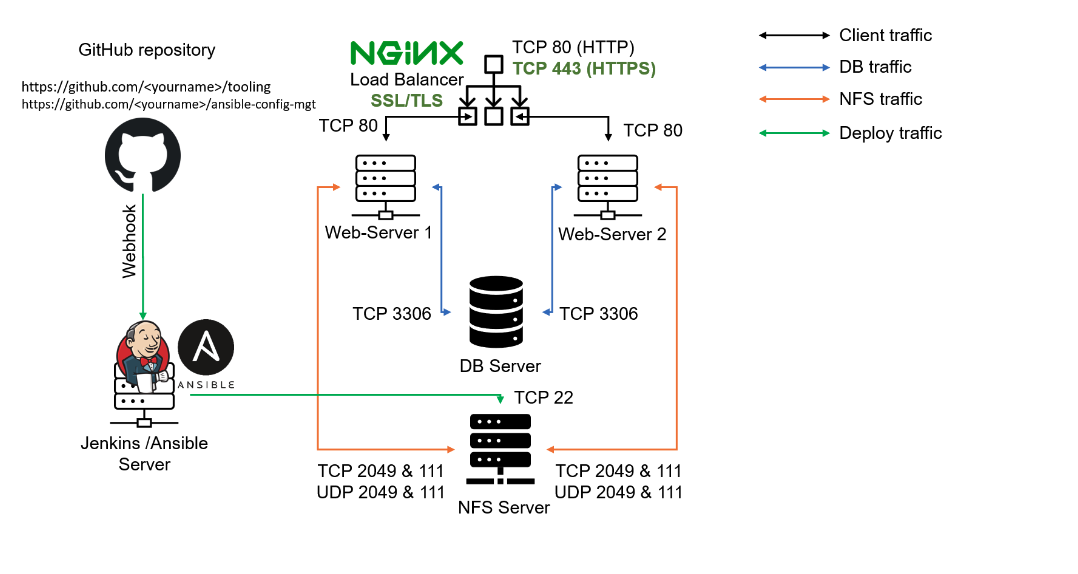 GitHub repository
https://github.com/<yourname>/tooling
https://github.com/<yourname>/ansible-config-mgt
NGiNX
Load Balancer
SSL/TLS
TCP 80 (HTTP)
TCP 443 (HTTPS)
Client traffic
DB traffic
NFS traffic
Deploy traffic
TCP 80
TCP 80
Webhook
Web-Server 1
Web-Server 2
TCP 3306
TCP 3306
DB Server
ANSIBLE
Jenkins /Ansible
Server
TCP 22
TCP 2049 & 111
UDP 2049 & 111
TCP 2049 & 111
UDP 2049 & 111
NFS Server